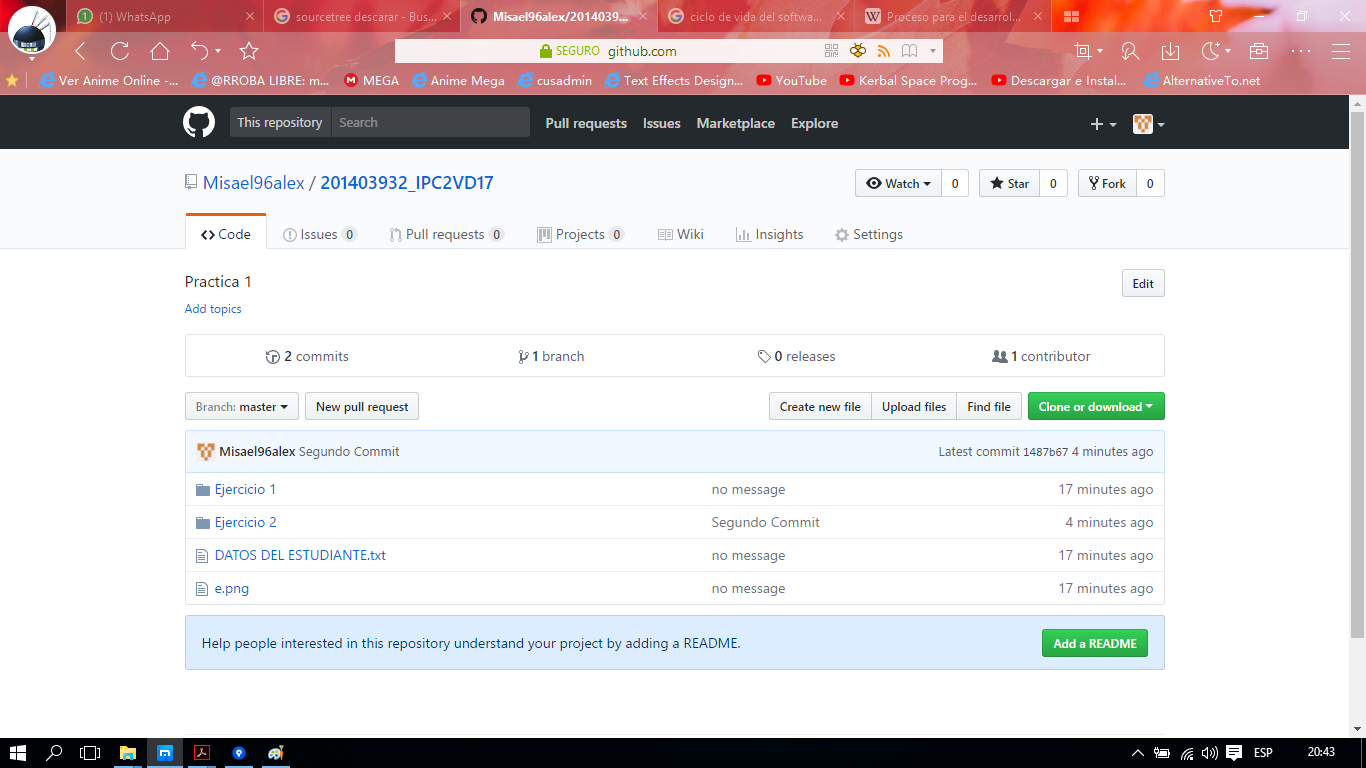 (1) WhatsApp
sourcetree descarar - Bus...
Misael96alex/2014039...
ciclo de vida del softwa...
Proceso para el desarrol...
SEGURO github.com
Ver Anime Online -...
@RROBA LIBRE: m...
MEGA
Anime Mega
cusadmin
Text Effects Design...
YouTube
Kerbal Space Prog...
Descargar e Instal...
AlternativeTo.net
This repository Search Pull requests Issues Marketplace Explore
Misael96alex / 201403932_IPC2VD17
Watch 0 Star 0 Fork 0
Code Issues 0 Pull requests 0 Projects 0 Wiki Insights Settings
Practica 1
Edit
Add topics
2 commits 1 branch 0 releases 1 contributor
Branch: master New pull request Create new file Upload files Find file Clone or download
Misael96alex Segundo Commit Latest commit 1487b67 4 minutes ago
Ejercicio 1 no message 17 minutes ago
Ejercicio 2 Segundo Commit 4 minutes ago
DATOS DEL ESTUDIANTE.txt no message 17 minutes ago
e.png no message 17 minutes ago
Help people interested in this repository understand your project by adding a README. Add a README
ESP 20:43